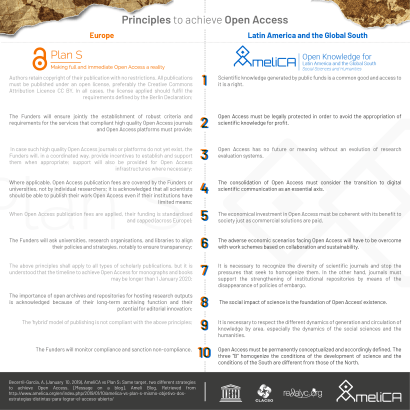 Principles to achieve Open Access
Europe
Latin America and the Global South
Plan S
Making full and immediate Open Access a reality
AmeliCA
Open Knowledge for
Latin America and the Global South
Social Sciences and Humanities
Authors retain copyright of their publication with no restrictions. All publications
must be published under an open license, preferably the Creative Commons
Attribution Licence CC BY. In all cases, the license applied should fulfil the
requirements defined by the Berlin Declaration;
1
Scientific knowledge generated by public funds is a common good and access to
it is a right.
The Funders will ensure jointly the establishment of robust criteria and
requirements for the services that compliant high quality Open Access journals
and Open Access platforms must provide;
2
Open Access must be legally protected in order to avoid the appropriation of
scientific knowledge for profit.
In case such high quality Open Access journals or platforms do not yet exist, the
Funders will, in a coordinated way, provide incentives to establish and support
them when appropriate; support will also be provided for Open Access
infrastructures where necessary;
3
Open Access has no future or meaning without an evolution of research
evaluation systems.
Where applicable, Open Access publication fees are covered by the Funders or
universities, not by individual researchers; it is acknowledged that all scientists
should be able to publish their work Open Access even if their institutions have
limited means;
4
The consolidation of Open Access must consider the transition to digital
scientific communication as an essential axis.
When Open Access publication fees are applied, their funding is standardised
and capped (across Europe);
5
The economical investment in Open Access must be coherent with its benefit to
society just as commercial solutions are paid.
The Funders will ask universities, research organisations, and libraries to align
their policies and strategies, notably to ensure transparency;
6
The adverse economic scenarios facing Open Access will have to be overcome
with work schemes based on collaboration and sustainability.
The above principles shall apply to all types of scholarly publications, but it is
understood that the timeline to achieve Open Access for monographs and books
may be longer than 1 January 2020;
7
It is necessary to recognize the diversity of scientific journals and stop the
pressures that seek to homogenize them. In the other hand, journals must
support the strengthening of institutional repositories by means of the
disappearance of policies of embargo.
The importance of open archives and repositories for hosting research outputs
is acknowledged because of their long-term archiving function and their
potential for editorial innovation;
8
The social impact of science is the foundation of Open Access' existence.
The 'hybrid' model of publishing is not compliant with the above principles;
9
It is necessary to respect the different dynamics of generation and circulation of
knowledge by area, especially the dynamics of the social sciences and the
humanities.
The Funders will monitor compliance and sanction non-compliance.
10
Open Access must be permanently conceptualized and accordingly defined. The
three "B" homogenize the conditions of the development of science and the
conditions of the South are different from those of the North.
Becerril-García, A. (January 10, 2019). AmeliCA vs Plan S: Same target, two different strategies
to achieve Open Access. [Message on a blog]. Ameli Blog. Retrieved from
UNESCO
CLACSO
redalyc.org
AmeliCA